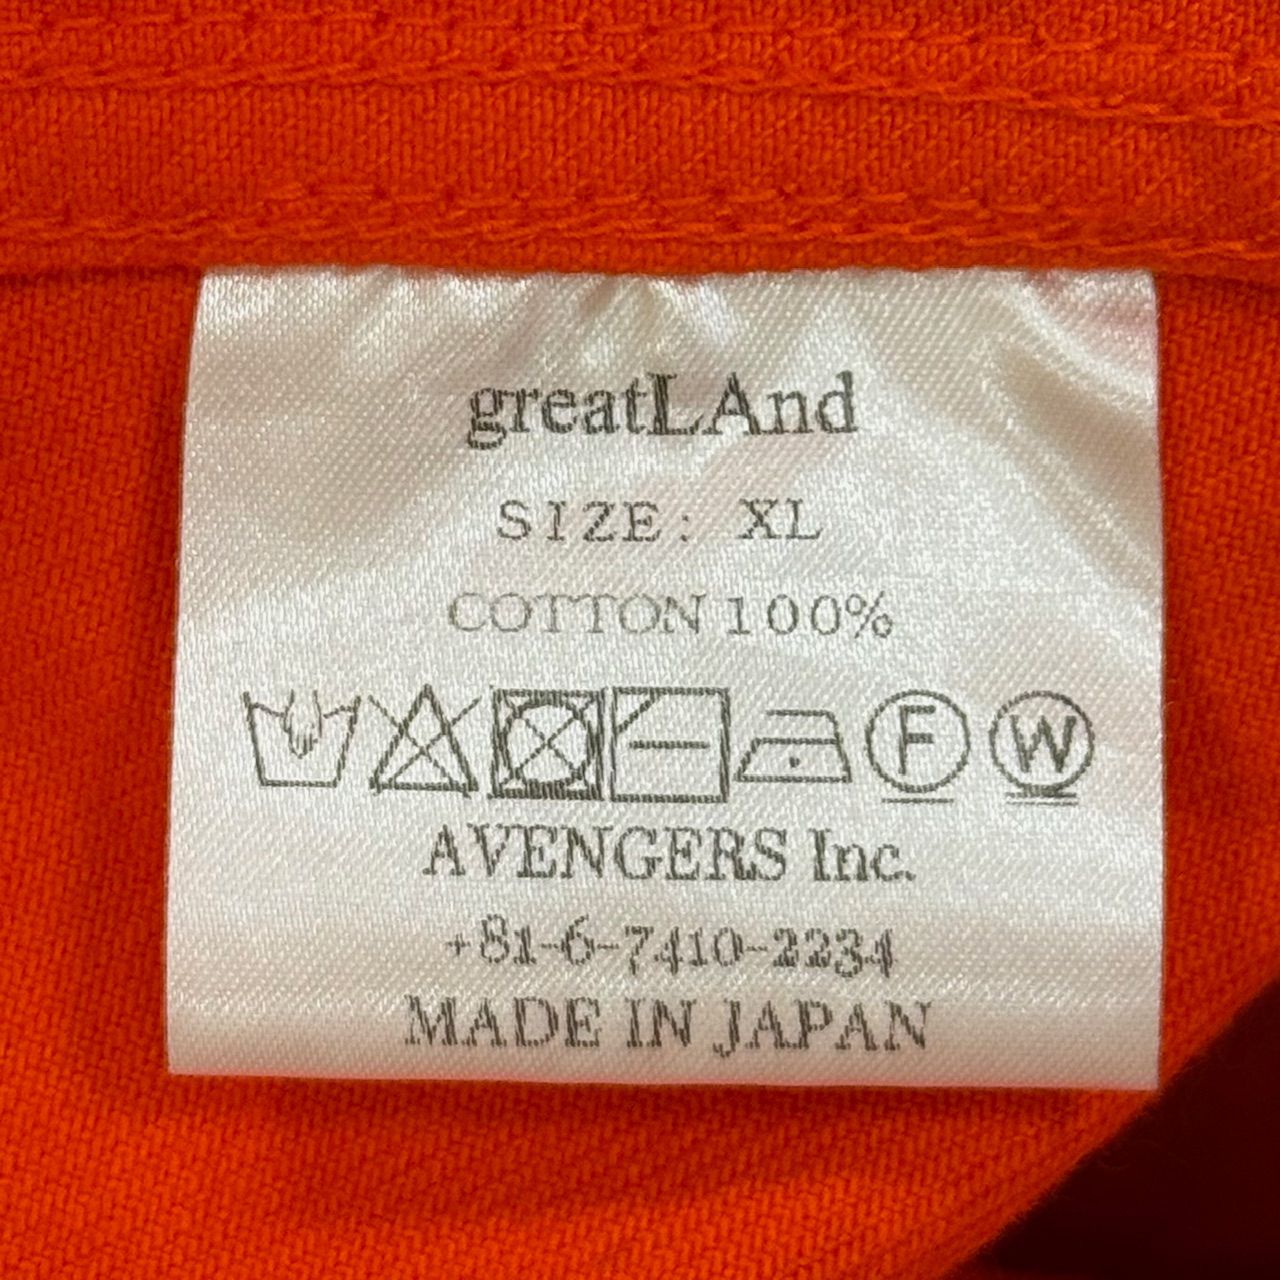 greatLAnd
SIZE: XL
COTTON 100%
F W
AVENGERS Inc.
+81-6-7410-2234
MADE IN JAPAN